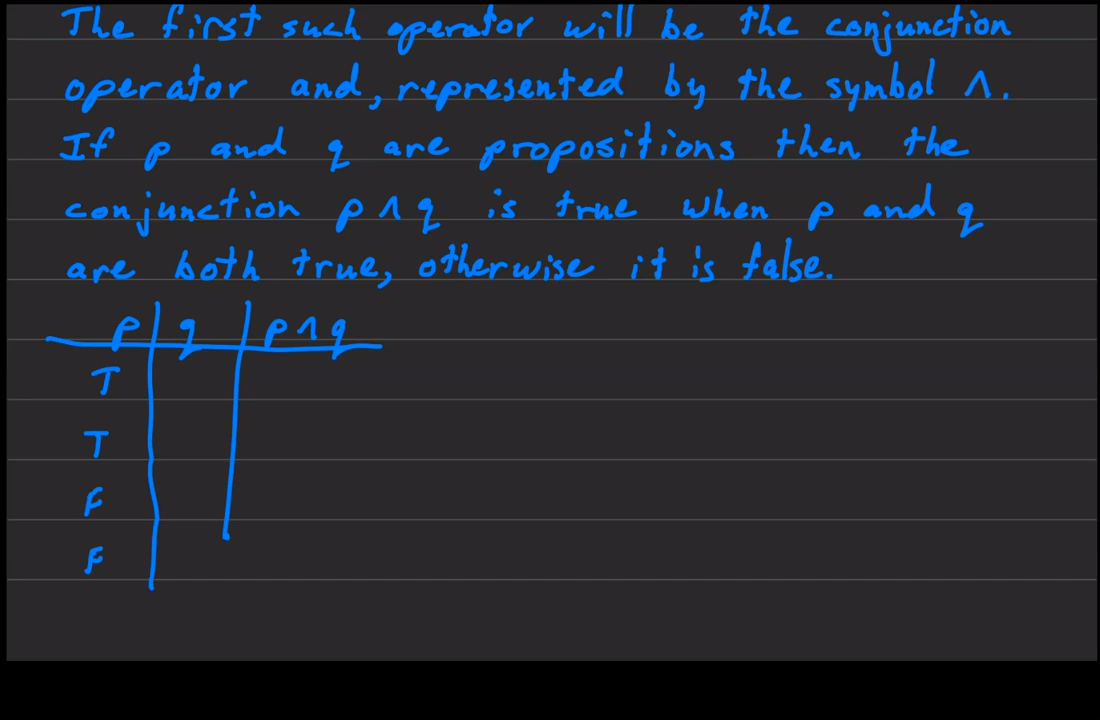 The first such operator will be the conjunction
operator and, represented by the symbol ∧.
If p and q are propositions then the
conjunction p ∧ q is true when p and q
are both true, otherwise it is false.
p q p ∧ q
T
T
F
F